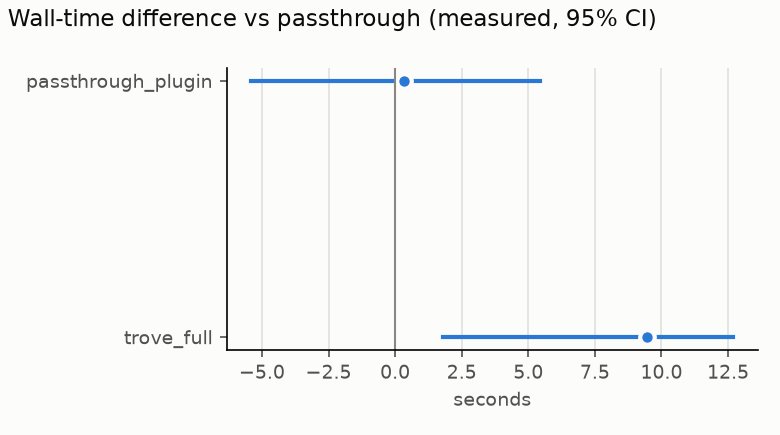 Wall-time difference vs passthrough (measured, 95% CI)
passthrough_plugin
trove_full
−5.0 −2.5 0.0 2.5 5.0 7.5 10.0 12.5
seconds